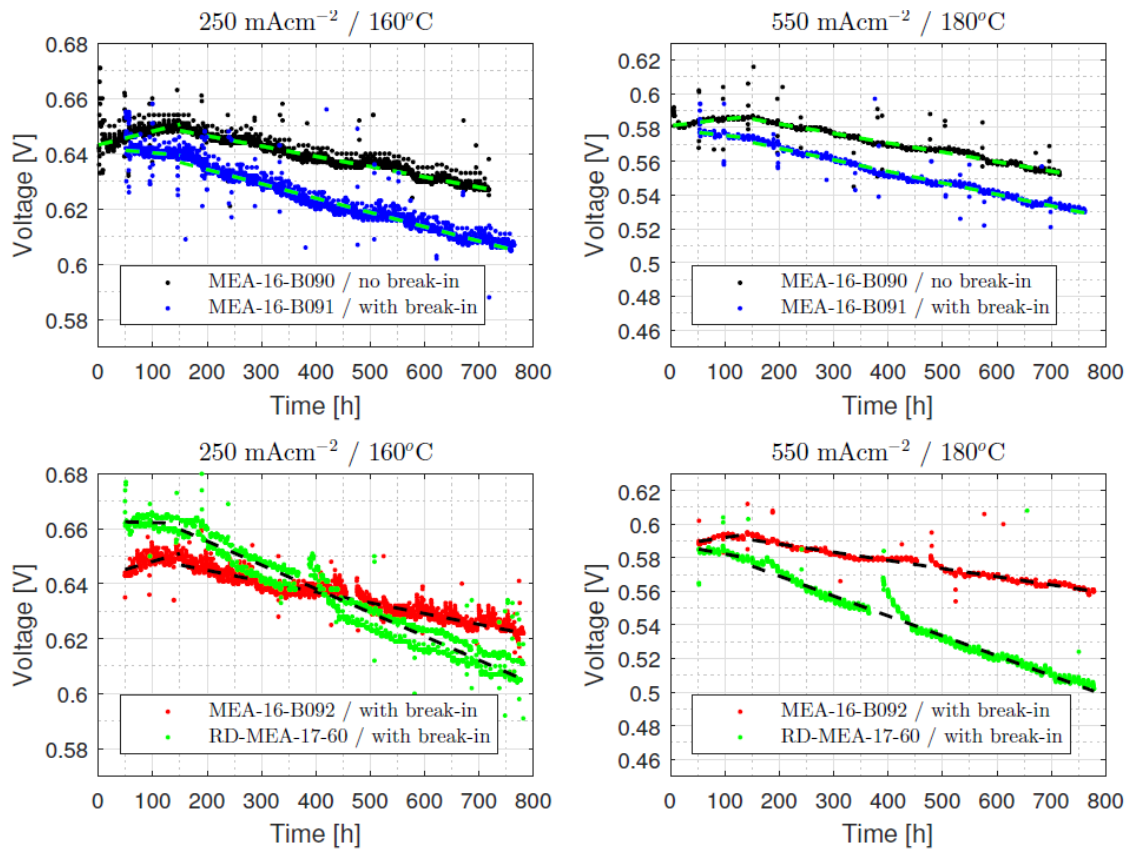 250 mAcm⁻² / 160°C
0.68
0.66
0.64
0.62
0.6
0.58
Voltage [V]
MEA-16-B090 / no break-in
MEA-16-B091 / with break-in
0 100 200 300 400 500 600 700 800
Time [h]
550 mAcm⁻² / 180°C
0.62
0.6
0.58
0.56
0.54
0.52
0.5
0.48
0.46
Voltage [V]
MEA-16-B090 / no break-in
MEA-16-B091 / with break-in
0 100 200 300 400 500 600 700 800
Time [h]
250 mAcm⁻² / 160°C
0.68
0.66
0.64
0.62
0.6
0.58
Voltage [V]
MEA-16-B092 / with break-in
RD-MEA-17-60 / with break-in
0 100 200 300 400 500 600 700 800
Time [h]
550 mAcm⁻² / 180°C
0.62
0.6
0.58
0.56
0.54
0.52
0.5
0.48
0.46
Voltage [V]
MEA-16-B092 / with break-in
RD-MEA-17-60 / with break-in
0 100 200 300 400 500 600 700 800
Time [h]